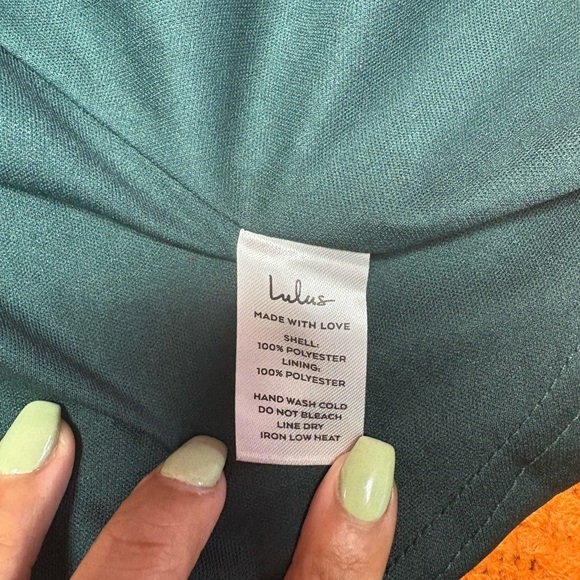 Lulus
MADE WITH LOVE
SHELL:
100% POLYESTER
LINING:
100% POLYESTER
HAND WASH COLD
DO NOT BLEACH
LINE DRY
IRON LOW HEAT